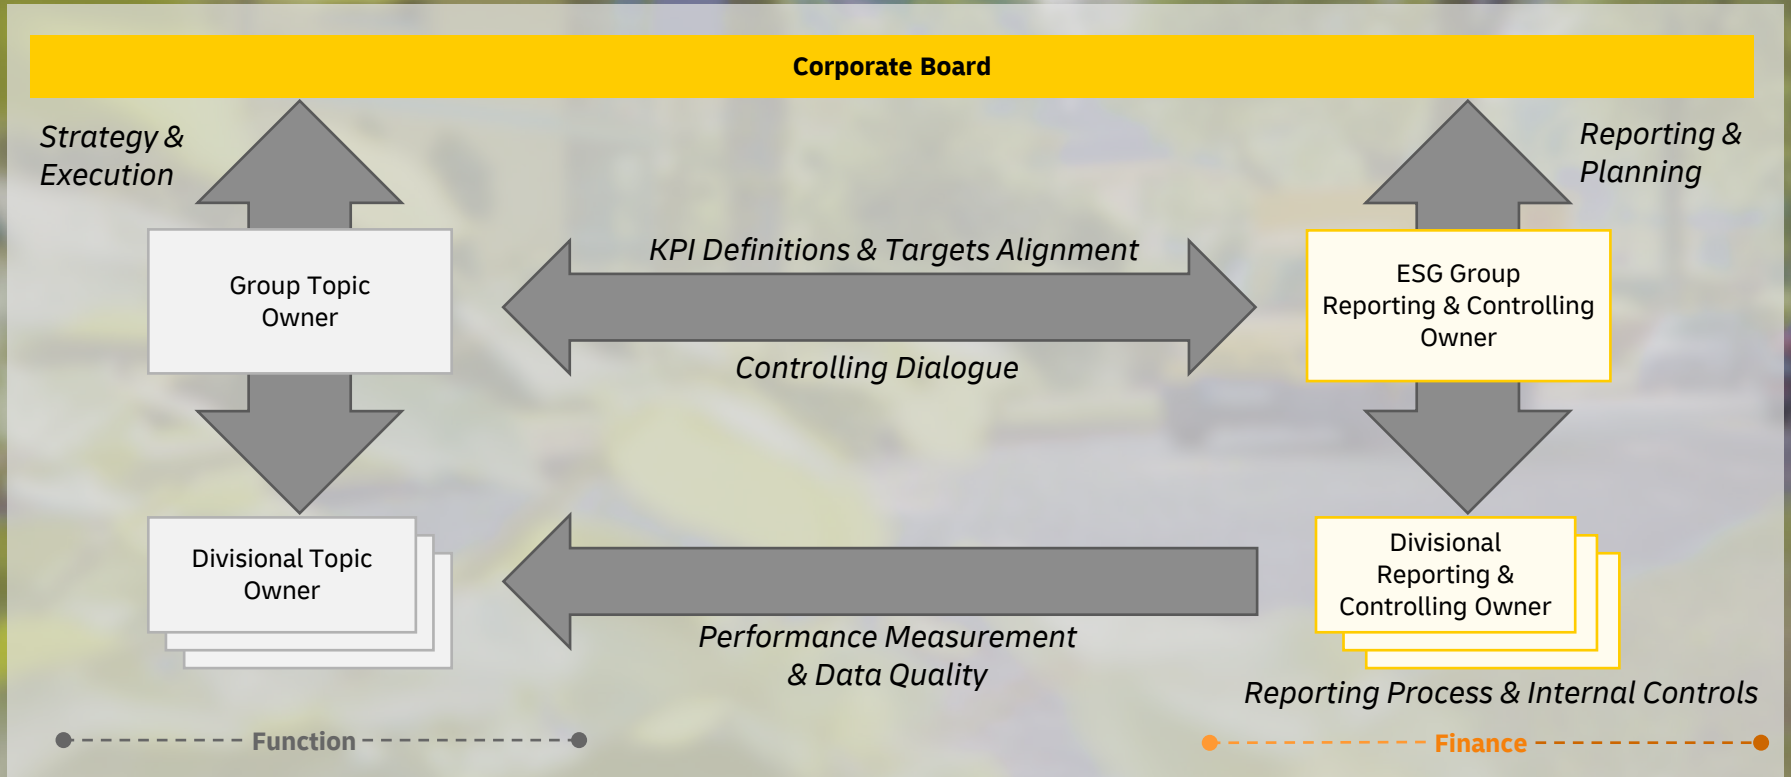 Corporate Board
Strategy &
Execution
Reporting &
Planning
Group Topic
Owner
KPI Definitions & Targets Alignment
Controlling Dialogue
ESG Group
Reporting & Controlling
Owner
Divisional Topic
Owner
Performance Measurement
& Data Quality
Divisional
Reporting &
Controlling Owner
Reporting Process & Internal Controls
Function
Finance